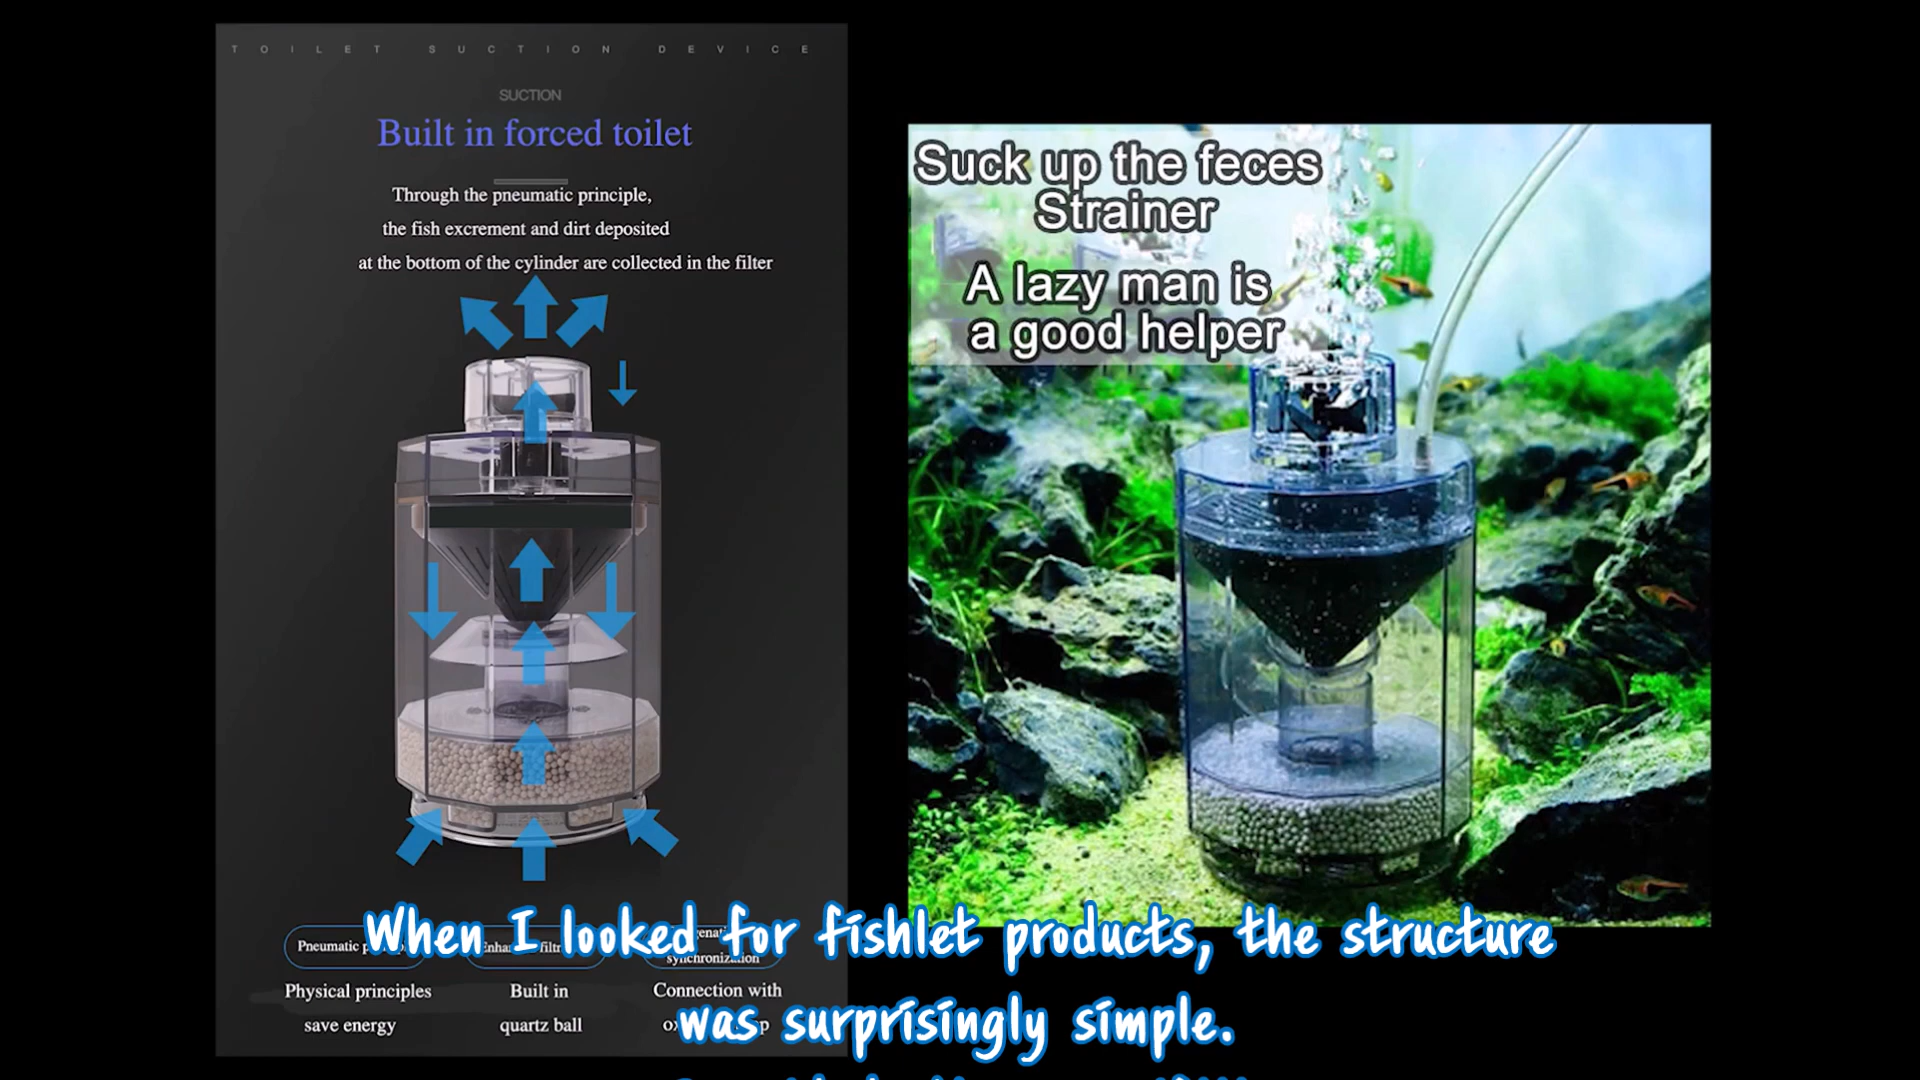 TOILET SUCTION DEVICE
SUCTION
Built in forced toilet
Through the pneumatic principle,
the fish excrement and dirt deposited
at the bottom of the cylinder are collected in the filter
Pneumatic
Physical principles
save energy
Built in
quartz ball
synchronization
Connection with
Suck up the feces
Strainer
A lazy man is
a good helper
When I looked for fishlet products, the structure
was surprisingly simple.